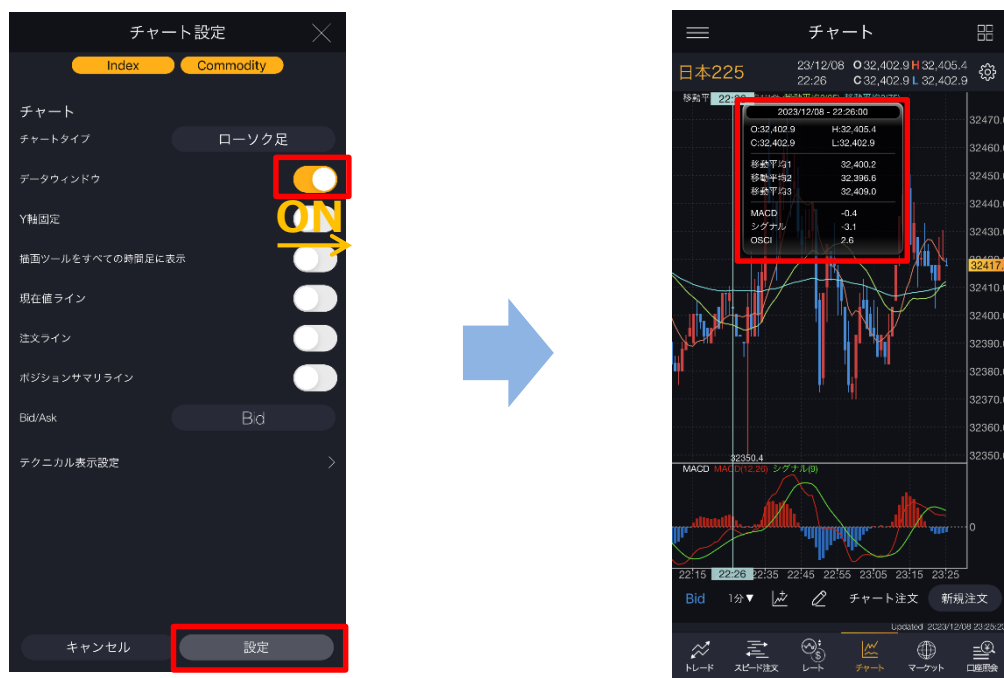 チャート設定
Index
Commodity
チャート
チャートタイプ
ローソク足
データウィンドウ
ON
Y軸固定
描画ツールをすべての時間足に表示
現在値ライン
注文ライン
ポジションサマリライン
Bid/Ask
Bid
テクニカル表示設定
キャンセル
設定
チャート
日本225
23/12/08 O 32,402.9 H 32,405.4
22:26 C 32,402.9 L 32,402.9
移動平
2023/12/08 - 22:26:00
O:32,402.9 H:32,405.4
C:32,402.9 L:32,402.9
移動平均1 32,400.2
移動平均2 32.396.6
移動平均3 32,409.0
MACD -0.4
シグナル -3.1
OSCI 2.6
32470.
32460.
32450.
32440.
32430.
32417.
32410.
32400.
32390.
32380.
32370.
32360.
32350.
32350.4
MACD MACD(12.26) シグナル(9)
0
22:15 22:26 22:35 22:45 22:55 23:05 23:15 23:25
Bid 1分▼ チャート注文 新規注文
Updated 2023/12/08 23:25:2
トレード スピード注文 レート チャート マーケット 口座照会